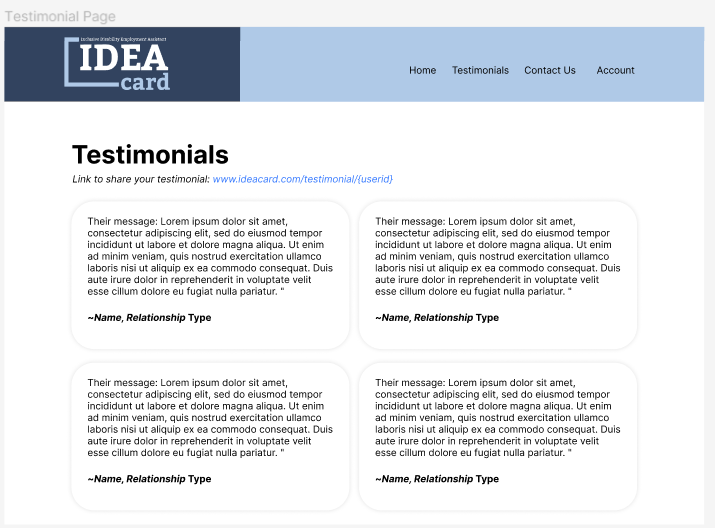 Testimonial Page
Inclusive Disability Employment Assistant
IDEA
card
Home Testimonials Contact Us Account
Testimonials
Link to share your testimonial: www.ideacard.com/testimonial/{userid}
Their message: Lorem ipsum dolor sit amet,
consectetur adipiscing elit, sed do eiusmod tempor
incididunt ut labore et dolore magna aliqua. Ut enim
ad minim veniam, quis nostrud exercitation ullamco
laboris nisi ut aliquip ex ea commodo consequat. Duis
aute irure dolor in reprehenderit in voluptate velit
esse cillum dolore eu fugiat nulla pariatur. "
~Name, Relationship Type
Their message: Lorem ipsum dolor sit amet,
consectetur adipiscing elit, sed do eiusmod tempor
incididunt ut labore et dolore magna aliqua. Ut enim
ad minim veniam, quis nostrud exercitation ullamco
laboris nisi ut aliquip ex ea commodo consequat. Duis
aute irure dolor in reprehenderit in voluptate velit
esse cillum dolore eu fugiat nulla pariatur. "
~Name, Relationship Type
Their message: Lorem ipsum dolor sit amet,
consectetur adipiscing elit, sed do eiusmod tempor
incididunt ut labore et dolore magna aliqua. Ut enim
ad minim veniam, quis nostrud exercitation ullamco
laboris nisi ut aliquip ex ea commodo consequat. Duis
aute irure dolor in reprehenderit in voluptate velit
esse cillum dolore eu fugiat nulla pariatur. "
~Name, Relationship Type
Their message: Lorem ipsum dolor sit amet,
consectetur adipiscing elit, sed do eiusmod tempor
incididunt ut labore et dolore magna aliqua. Ut enim
ad minim veniam, quis nostrud exercitation ullamco
laboris nisi ut aliquip ex ea commodo consequat. Duis
aute irure dolor in reprehenderit in voluptate velit
esse cillum dolore eu fugiat nulla pariatur. "
~Name, Relationship Type